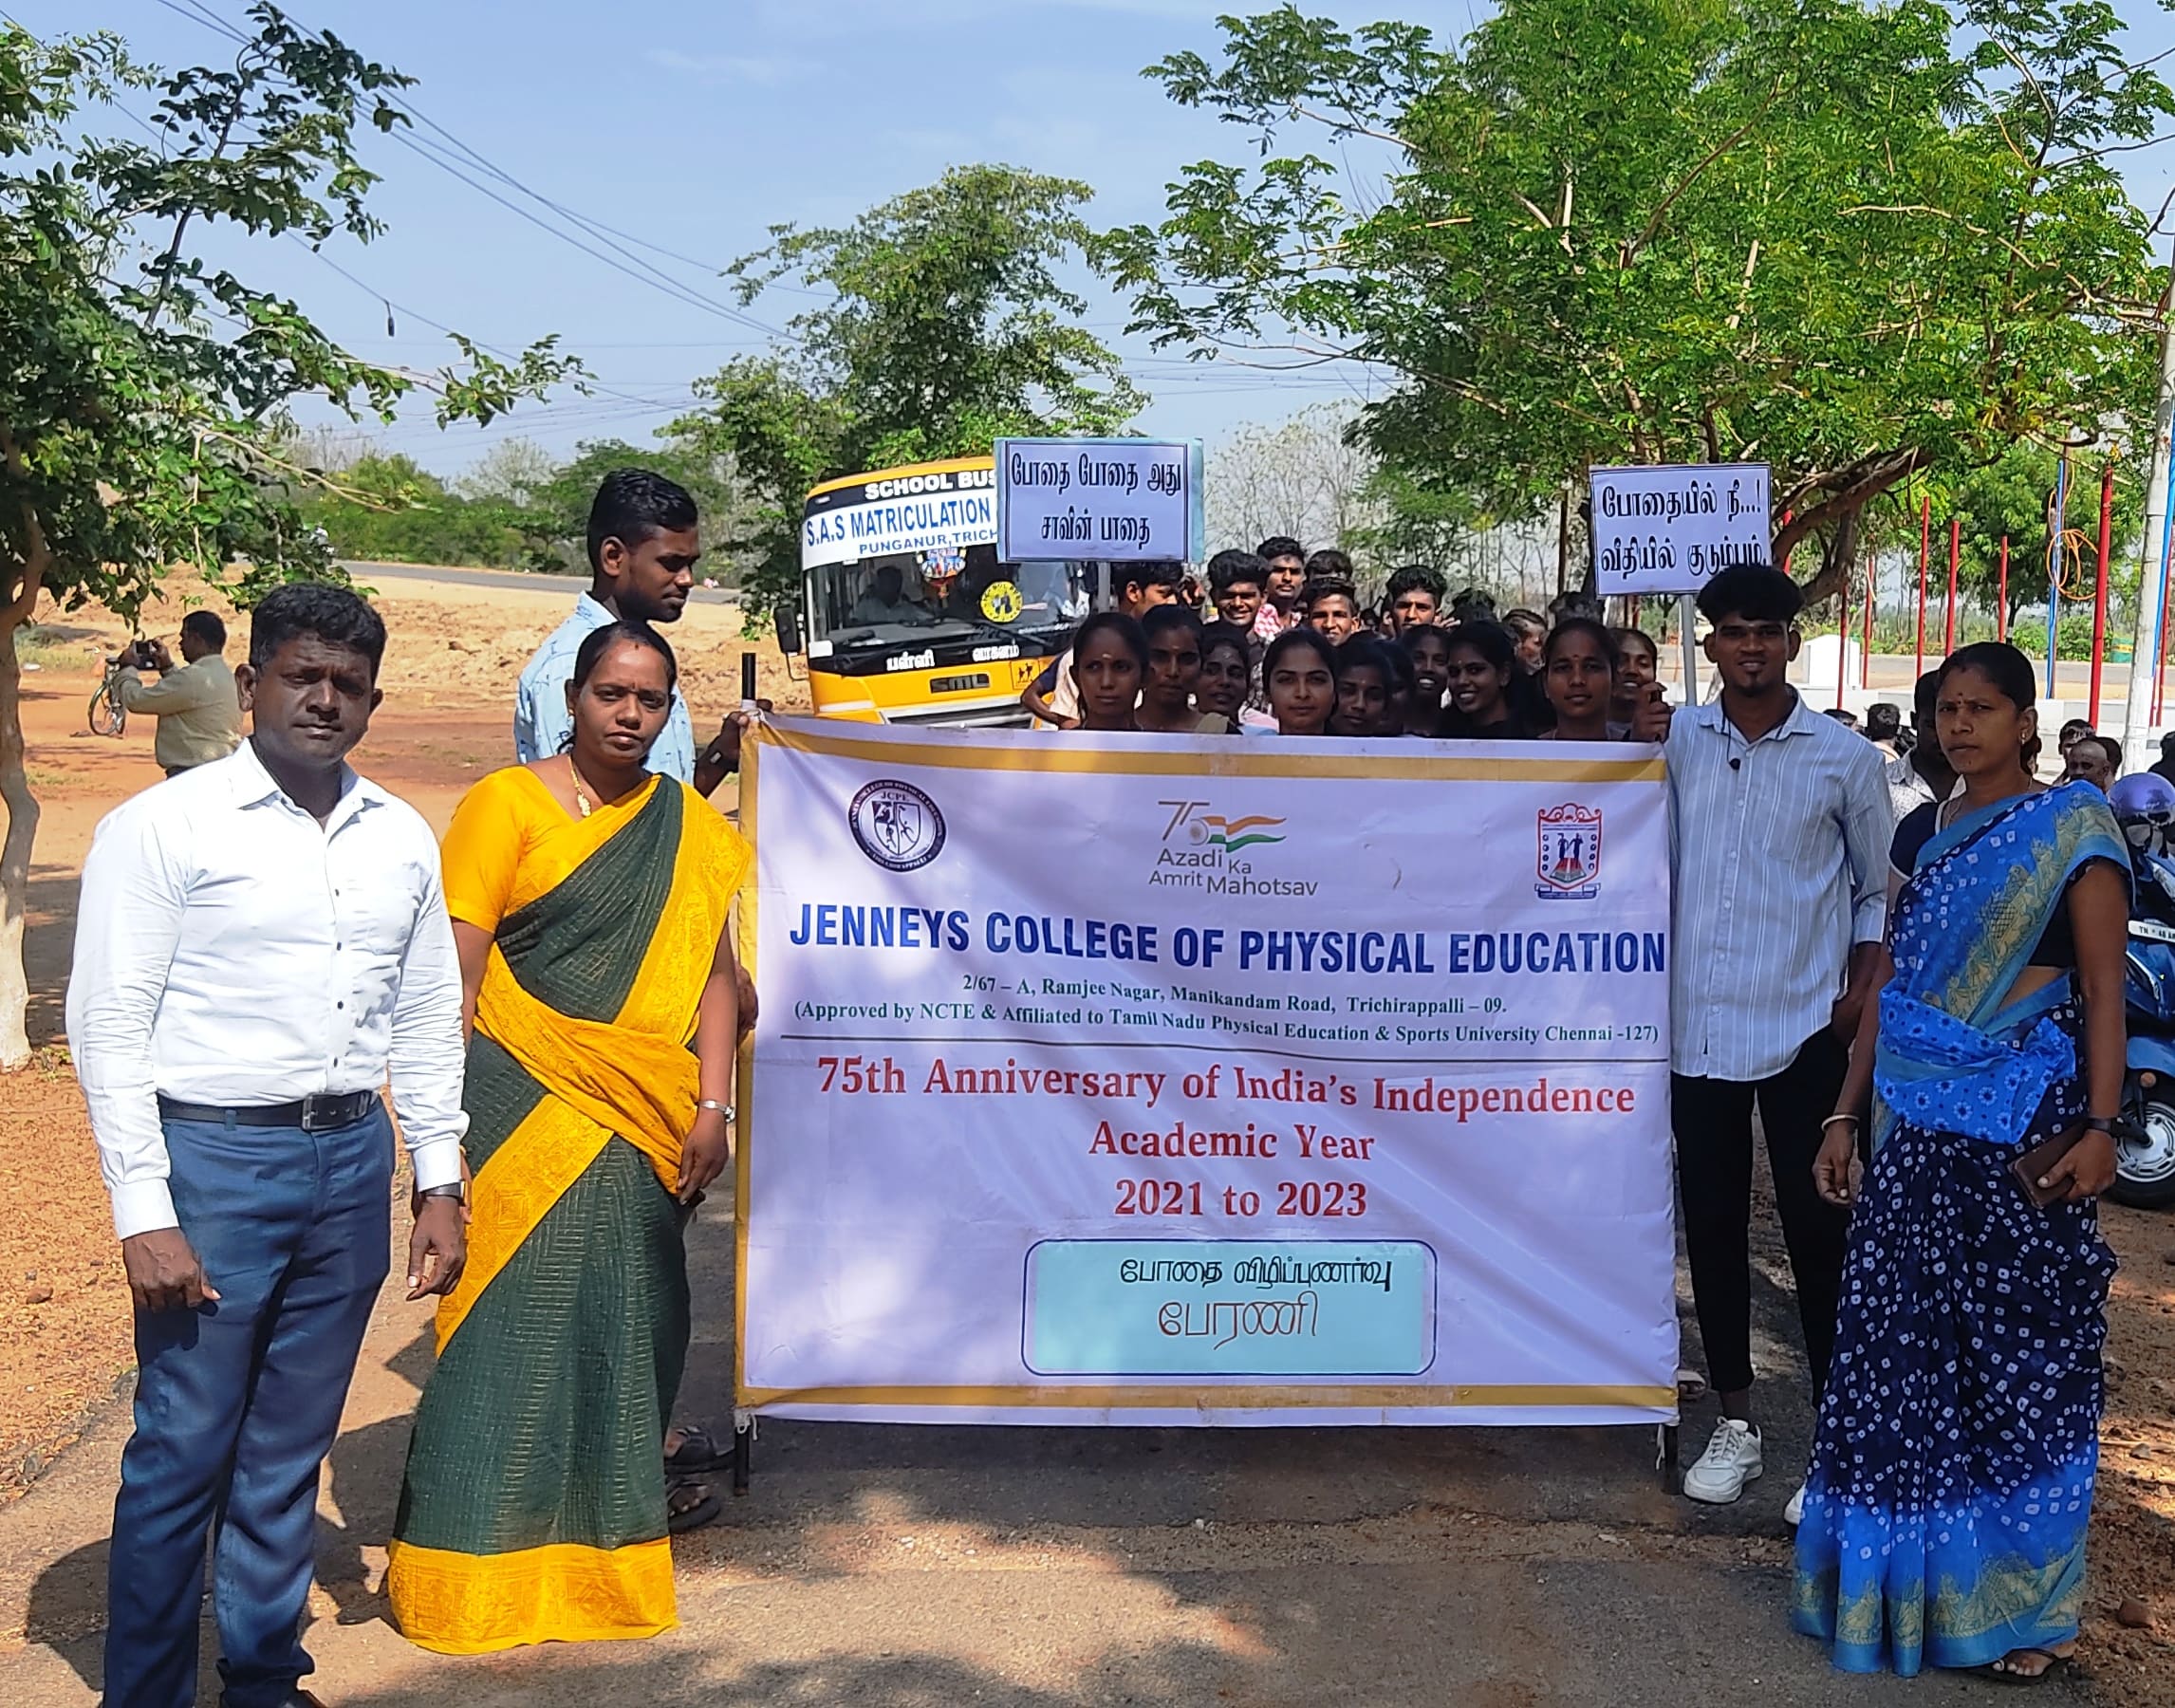 SCHOOL BUS
S.A.S MATRICULATION
PUNGANUR, TRICH
பள்ளி வாகனம்
SML
போதை போதை அது
சாவின் பாதை
போதையில் நீ...!
வீதியில் குடும்பம்.
JCPE
75
Azadi Ka
Amrit Mahotsav
JENNEYS COLLEGE OF PHYSICAL EDUCATION
2/67 – A, Ramjee Nagar, Manikandam Road, Trichirappalli – 09.
(Approved by NCTE & Affiliated to Tamil Nadu Physical Education & Sports University Chennai -127)
75th Anniversary of India's Independence
Academic Year
2021 to 2023
போதை விழிப்புணர்வு
பேரணி